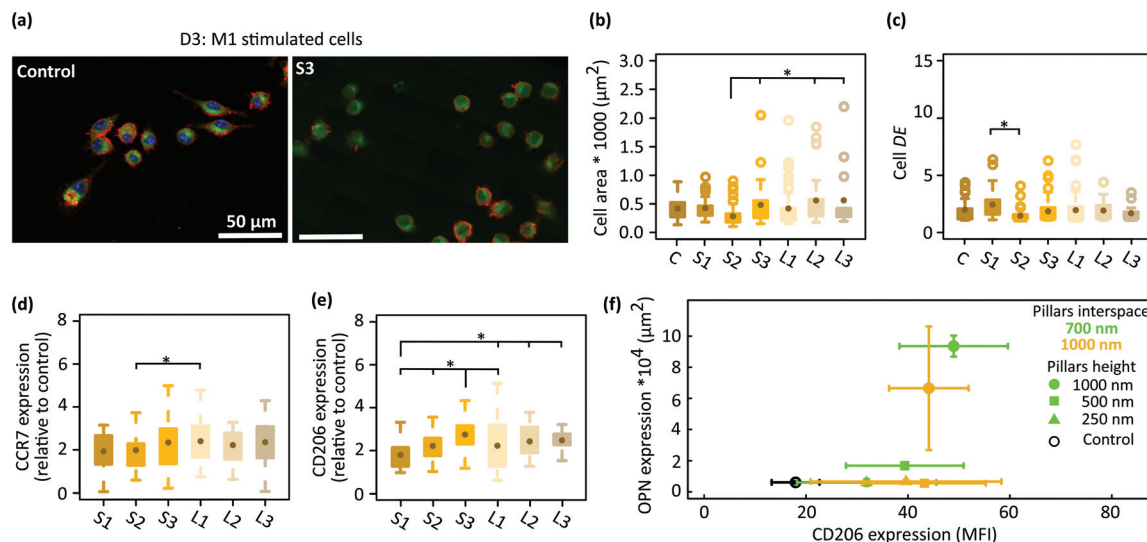 (a)
D3: M1 stimulated cells
Control
S3
50 µm
(b)
Cell area * 1000 (µm²)
3.0
2.5
2.0
1.5
1.0
0.5
0.0
*
C S1 S2 S3 L1 L2 L3
(c)
Cell DE
15
10
5
0
*
C S1 S2 S3 L1 L2 L3
(d)
CCR7 expression
(relative to control)
8
6
4
2
0
*
S1 S2 S3 L1 L2 L3
(e)
CD206 expression
(relative to control)
8
6
4
2
0
*
*
S1 S2 S3 L1 L2 L3
(f)
OPN expression *10⁴ (µm²)
10
8
6
4
2
0
0 20 40 60 80
CD206 expression (MFI)
Pillars interspace
700 nm
1000 nm
Pillars height
1000 nm
500 nm
250 nm
Control